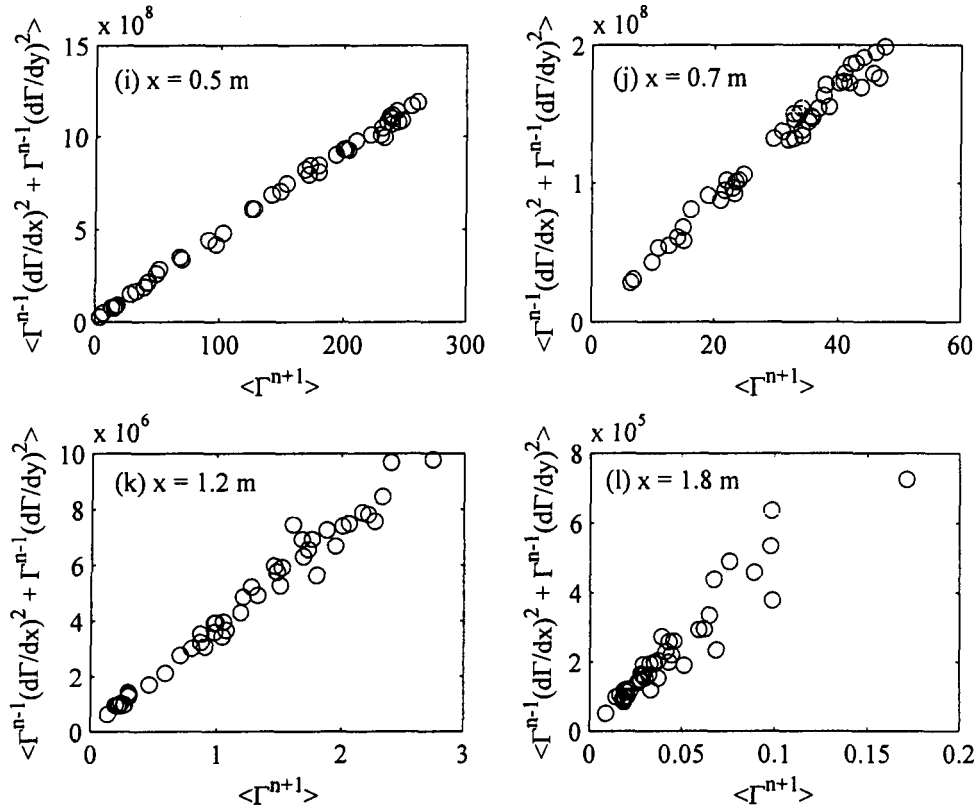 x 10^8
<Γ^{n-1}(dΓ/dx)^2 + Γ^{n-1}(dΓ/dy)^2>
15
10
5
0
(i) x = 0.5 m
0 100 200 300
<Γ^{n+1}>
x 10^8
<Γ^{n-1}(dΓ/dx)^2 + Γ^{n-1}(dΓ/dy)^2>
2
1
0
(j) x = 0.7 m
0 20 40 60
<Γ^{n+1}>
x 10^6
<Γ^{n-1}(dΓ/dx)^2 + Γ^{n-1}(dΓ/dy)^2>
10
8
6
4
2
0
(k) x = 1.2 m
0 1 2 3
<Γ^{n+1}>
x 10^5
<Γ^{n-1}(dΓ/dx)^2 + Γ^{n-1}(dΓ/dy)^2>
8
6
4
2
0
(l) x = 1.8 m
0 0.05 0.1 0.15 0.2
<Γ^{n+1}>